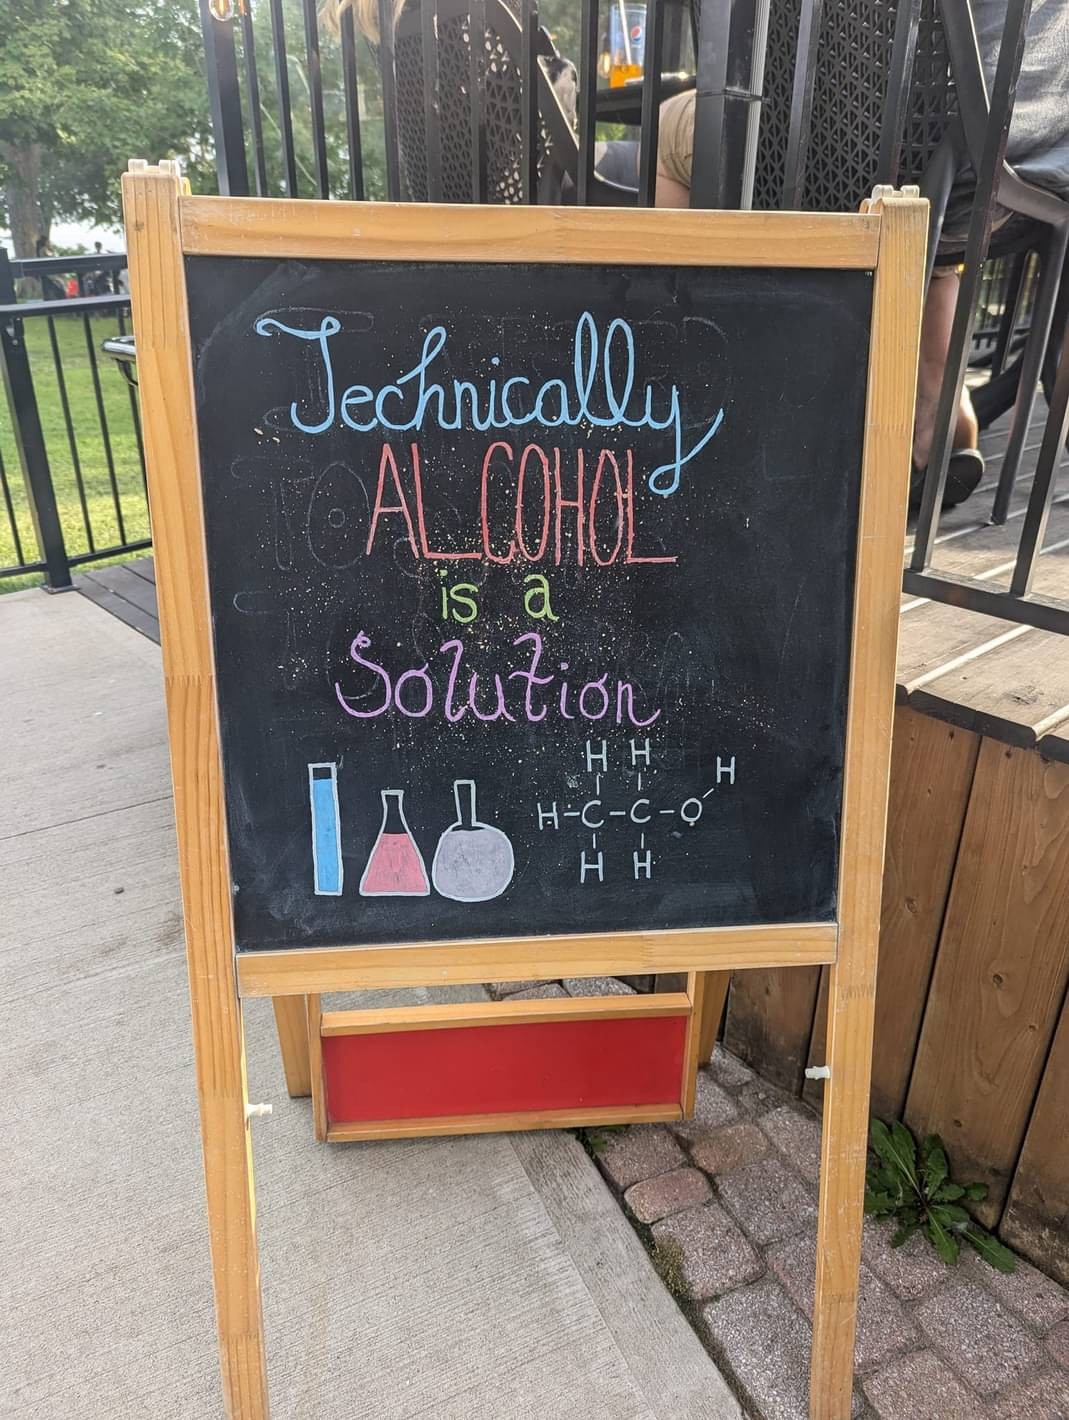 Technically
ALCOHOL
is a
Solution
H H
H
H-C-C-O
H H